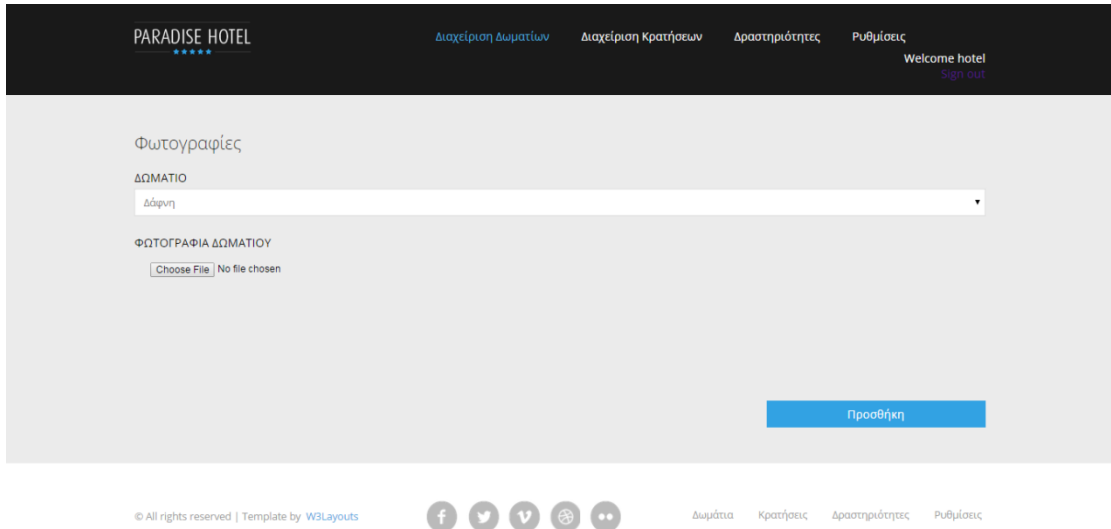 PARADISE HOTEL
Διαχείριση Δωματίων Διαχείριση Κρατήσεων Δραστηριότητες Ρυθμίσεις
Welcome hotel
Sign out
Φωτογραφίες
ΔΩΜΑΤΙΟ
Δάφνη
ΦΩΤΟΓΡΑΦΙΑ ΔΩΜΑΤΙΟΥ
Choose File No file chosen
Προσθήκη
© All rights reserved | Template by W3Layouts
Δωμάτια Κρατήσεις Δραστηριότητες Ρυθμίσεις